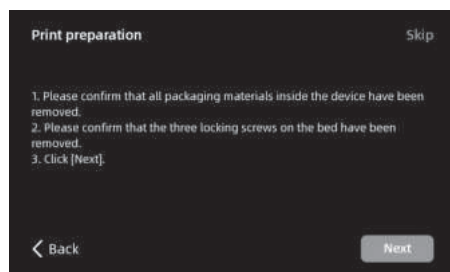 Print preparation
Skip
1. Please confirm that all packaging materials inside the device have been
removed.
2. Please confirm that the three locking screws on the bed have been
removed.
3. Click [Next].
Back
Next